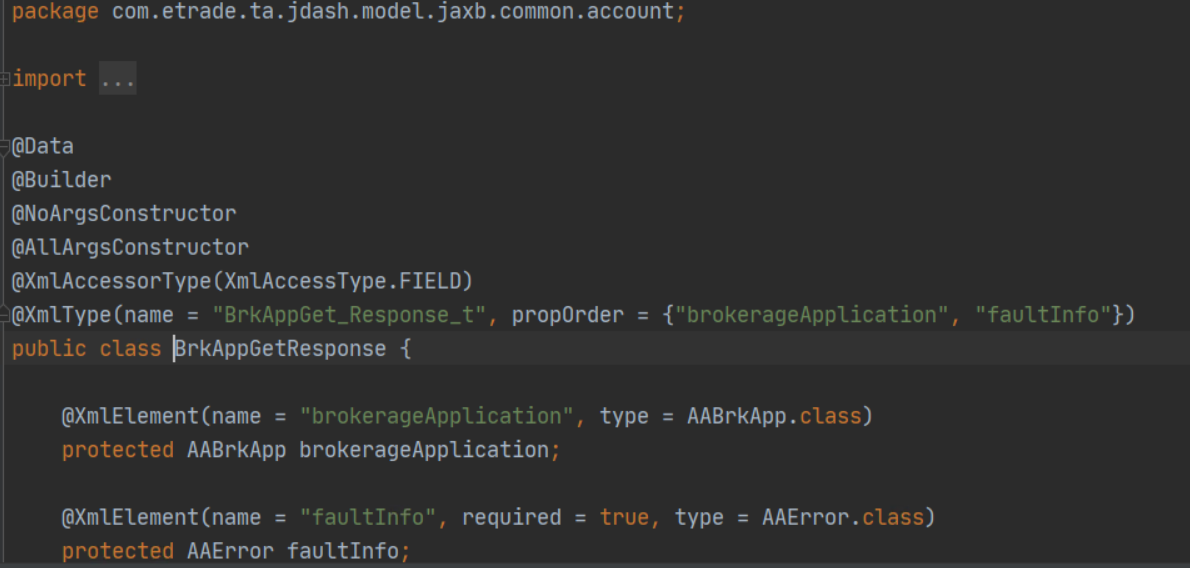 package com.etrade.ta.jdash.model.jaxb.common.account;
import ...
@Data
@Builder
@NoArgsConstructor
@AllArgsConstructor
@XmlAccessorType(XmlAccessType.FIELD)
@XmlType(name = "BrkAppGet_Response_t", propOrder = {"brokerageApplication", "faultInfo"})
public class BrkAppGetResponse {
@XmlElement(name = "brokerageApplication", type = AABrkApp.class)
protected AABrkApp brokerageApplication;
@XmlElement(name = "faultInfo", required = true, type = AAError.class)
protected AAError faultInfo;